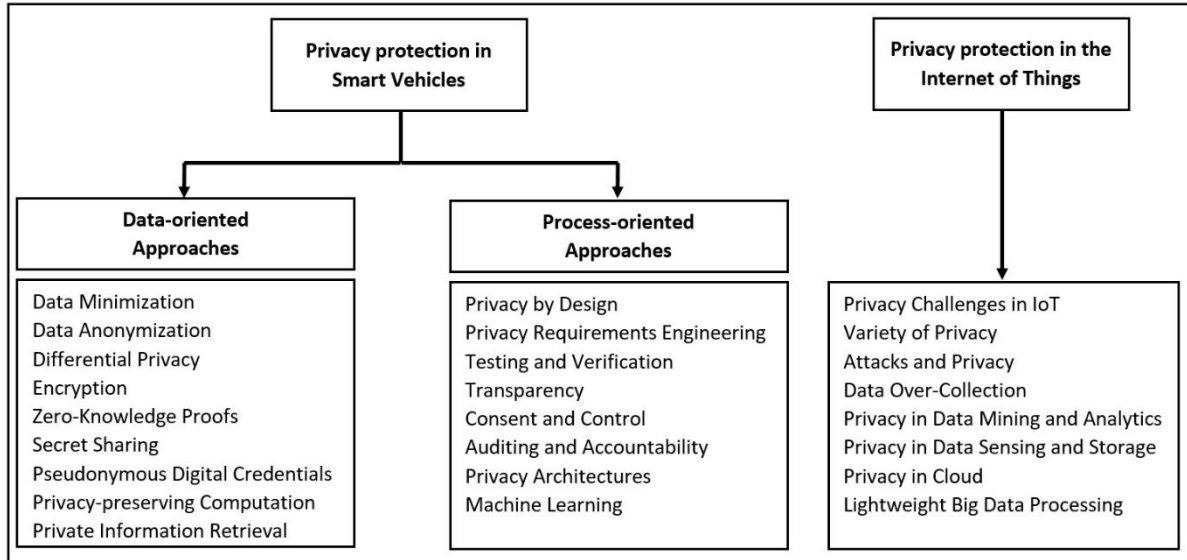 Privacy protection in
Smart Vehicles
Privacy protection in the
Internet of Things
Data-oriented
Approaches
Process-oriented
Approaches
Data Minimization
Data Anonymization
Differential Privacy
Encryption
Zero-Knowledge Proofs
Secret Sharing
Pseudonymous Digital Credentials
Privacy-preserving Computation
Private Information Retrieval
Privacy by Design
Privacy Requirements Engineering
Testing and Verification
Transparency
Consent and Control
Auditing and Accountability
Privacy Architectures
Machine Learning
Privacy Challenges in IoT
Variety of Privacy
Attacks and Privacy
Data Over-Collection
Privacy in Data Mining and Analytics
Privacy in Data Sensing and Storage
Privacy in Cloud
Lightweight Big Data Processing